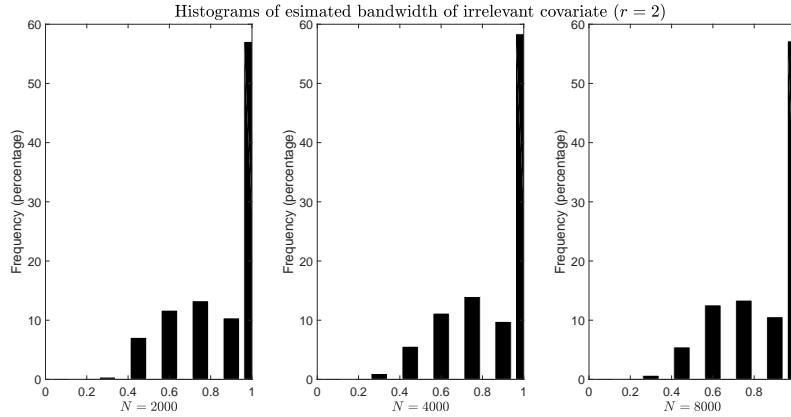 Histograms of esimated bandwidth of irrelevant covariate (r = 2)
Frequency (percentage)
60
50
40
30
20
10
0
0 0.2 0.4 0.6 0.8 1
N = 2000
Frequency (percentage)
60
50
40
30
20
10
0
0 0.2 0.4 0.6 0.8 1
N = 4000
Frequency (percentage)
60
50
40
30
20
10
0
0 0.2 0.4 0.6 0.8
N = 8000